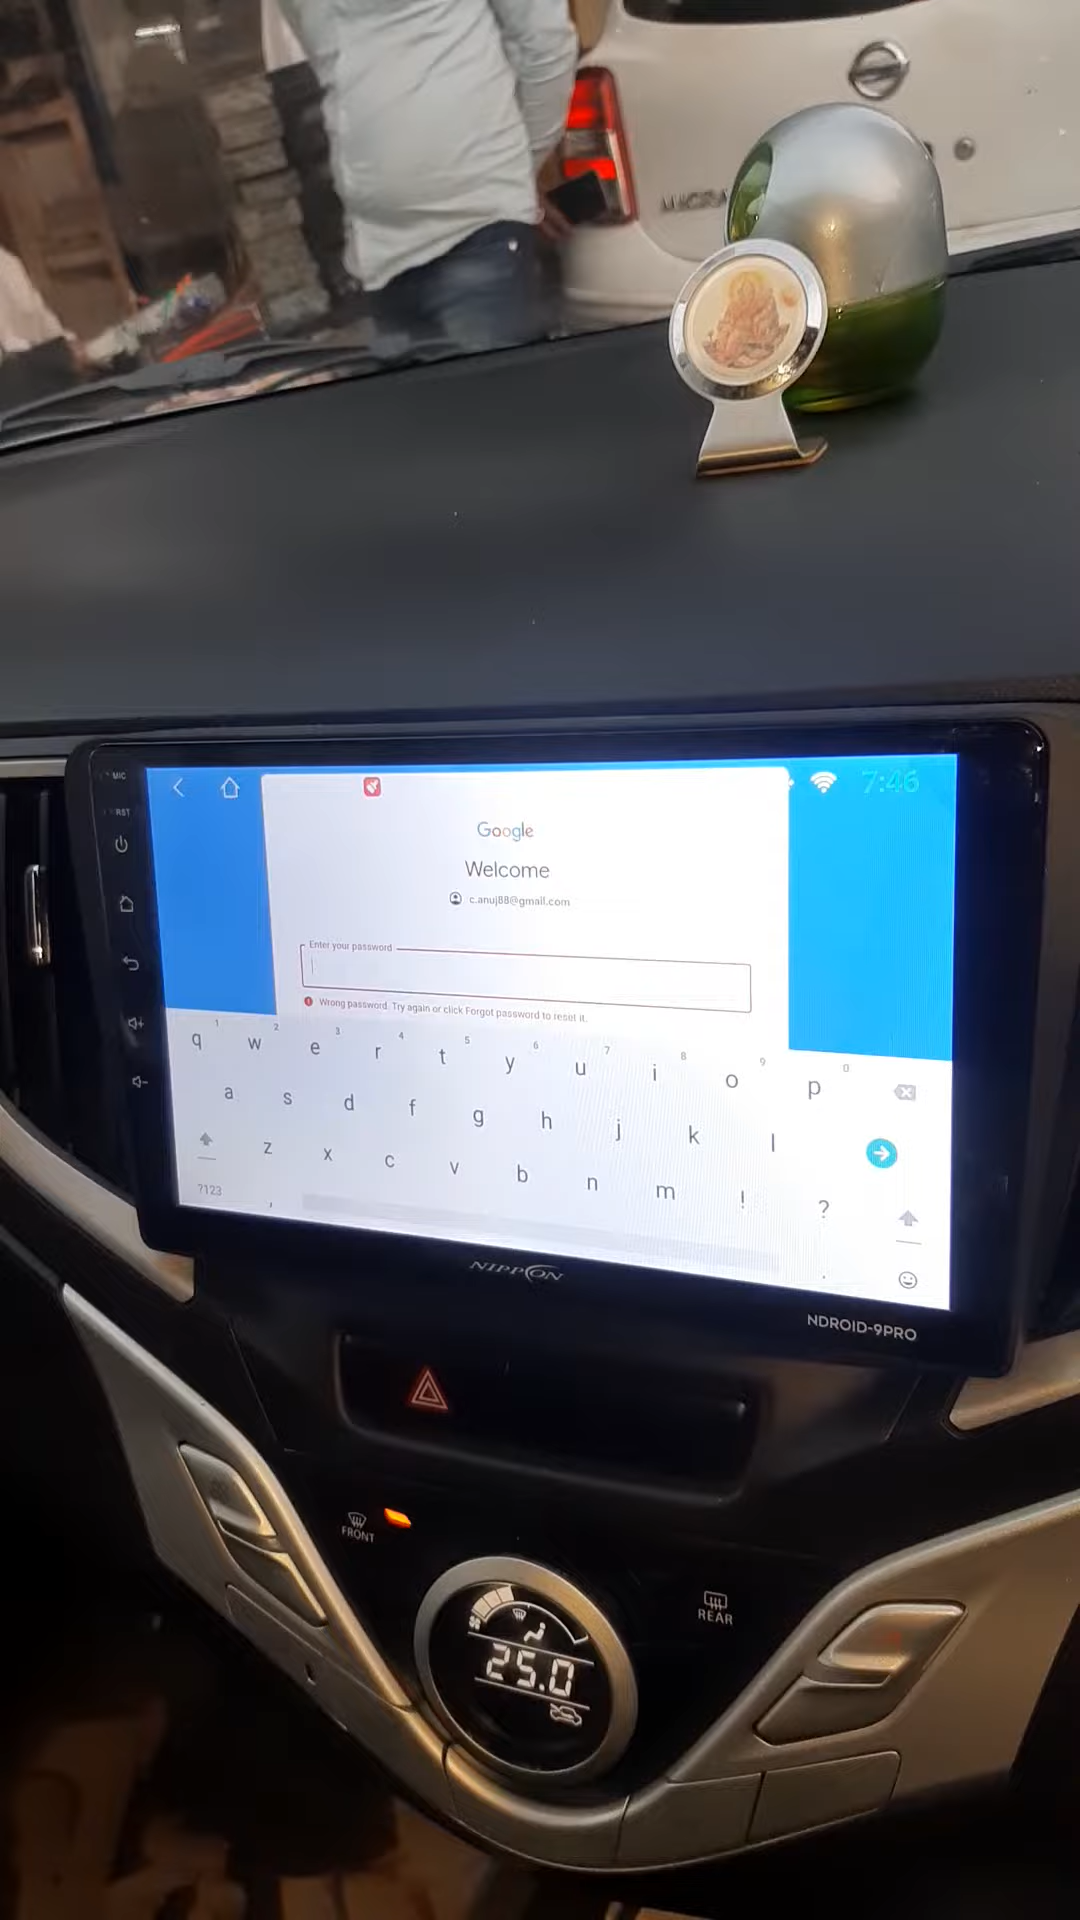 MICRA
MIC
RST
7:46
Google
Welcome
c.anuj88@gmail.com
Enter your password
Wrong password. Try again or click Forgot password to reset it.
1 2 3 4 5 6 7 8 9 0
q w e r t y u i o p
a s d f g h j k l
z x c v b n m ! ?
?123 , .
NIPPON
NDROID-9PRO
FRONT
REAR
25.0